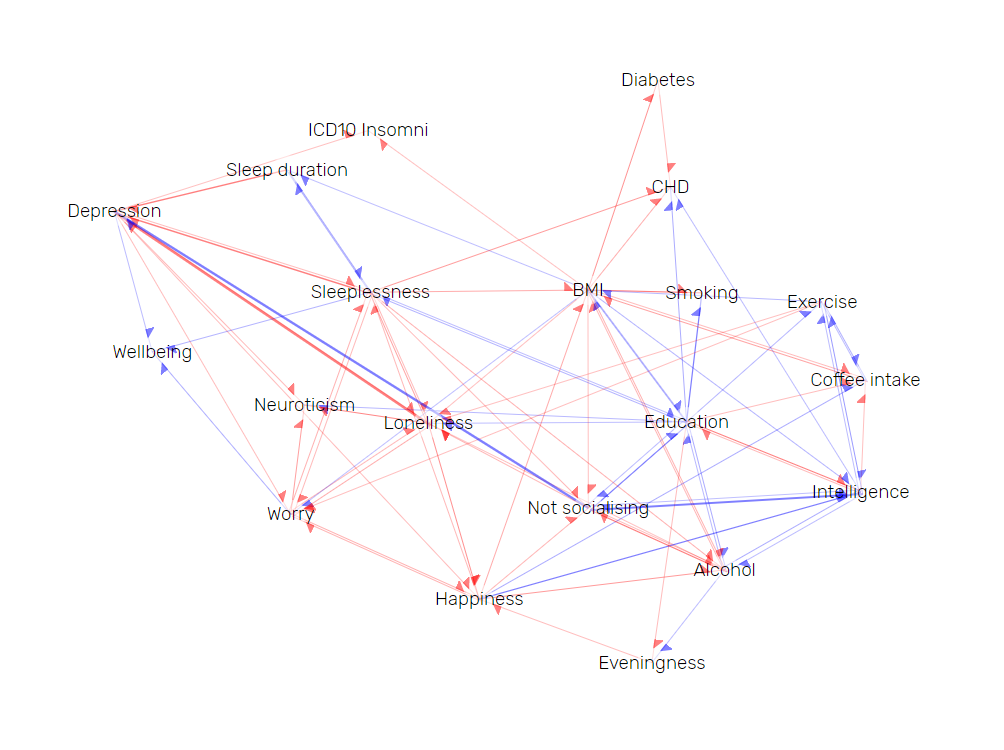 Diabetes
ICD10 Insomni
Sleep duration
CHD
Depression
Sleeplessness
BMI
Smoking
Exercise
Wellbeing
Coffee intake
Neuroticism
Loneliness
Education
Intelligence
Worry
Not socialising
Alcohol
Happiness
Eveningness